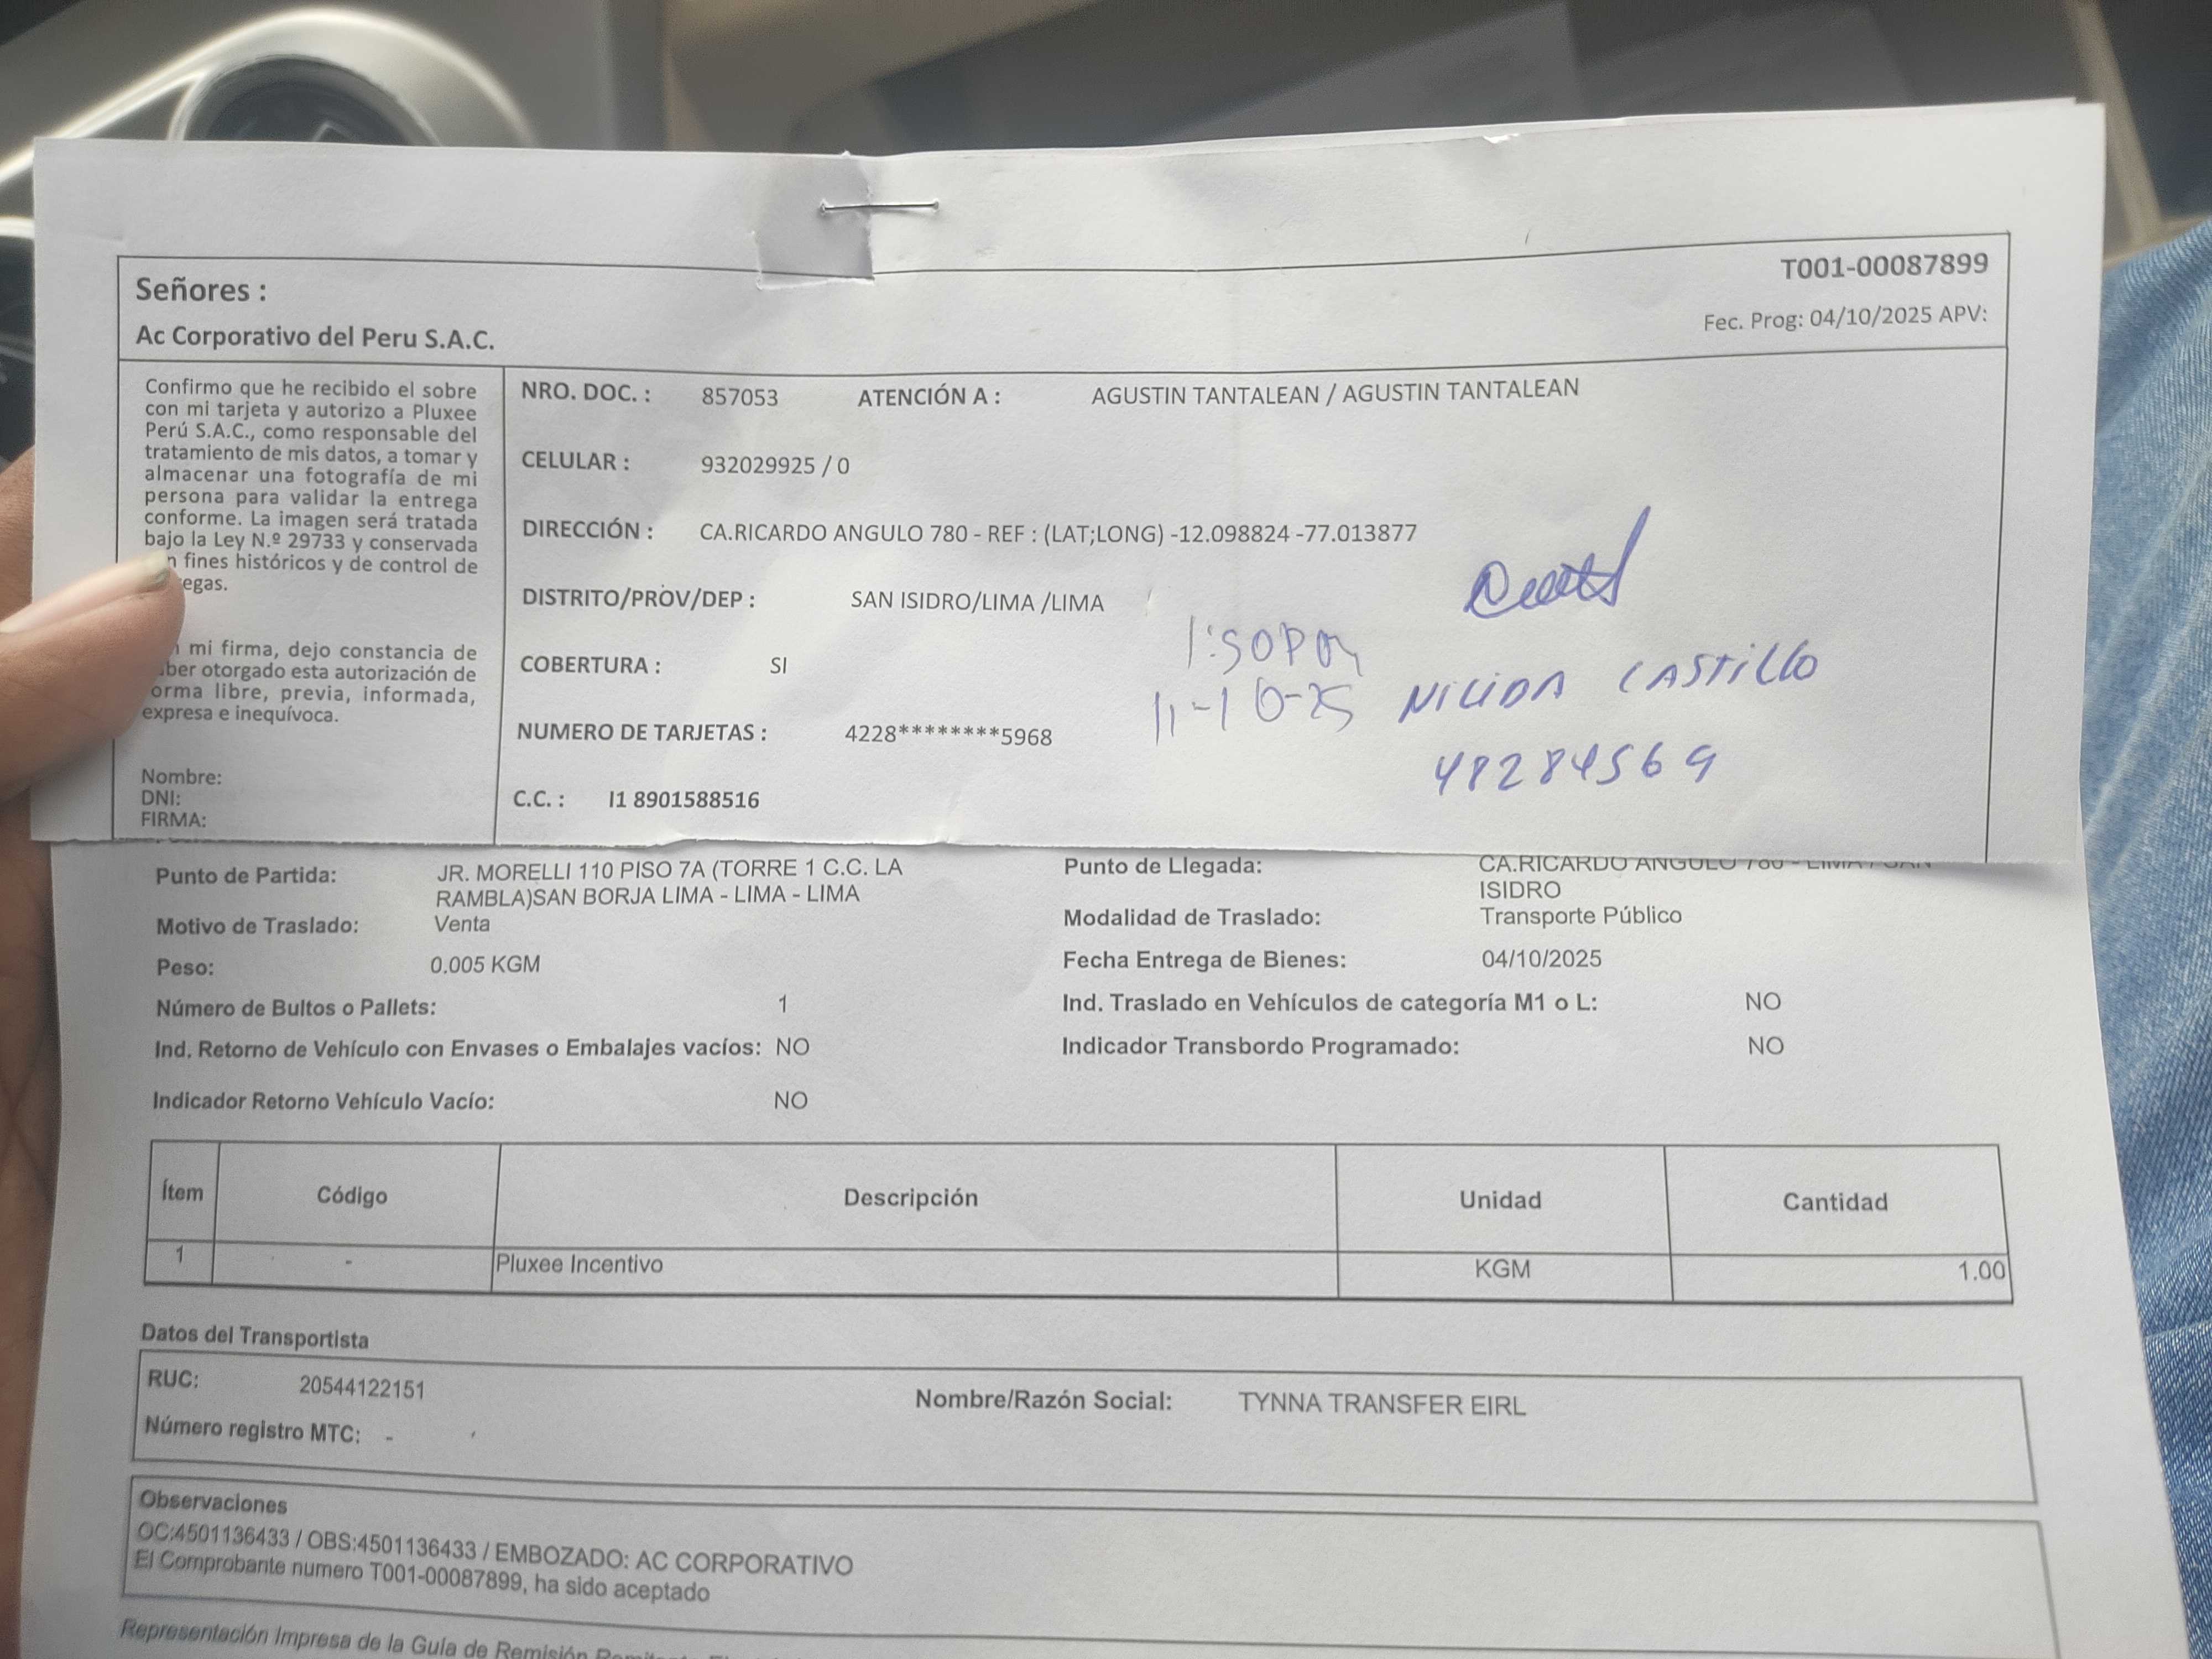 Señores :
Ac Corporativo del Peru S.A.C.
T001-00087899
Fec. Prog: 04/10/2025 APV:
Confirmo que he recibido el sobre
con mi tarjeta y autorizo a Pluxee
Perú S.A.C., como responsable del
tratamiento de mis datos, a tomar y
almacenar una fotografía de mi
persona para validar la entrega
conforme. La imagen será tratada
bajo la Ley N.º 29733 y conservada
n fines históricos y de control de
egas.
mi firma, dejo constancia de
ber otorgado esta autorización de
orma libre, previa, informada,
expresa e inequívoca.
Nombre:
DNI:
FIRMA:
NRO. DOC. : 857053 ATENCIÓN A : AGUSTIN TANTALEAN / AGUSTIN TANTALEAN
CELULAR : 932029925 / 0
DIRECCIÓN : CA.RICARDO ANGULO 780 - REF : (LAT;LONG) -12.098824 -77.013877
DISTRITO/PROV/DEP : SAN ISIDRO/LIMA /LIMA
COBERTURA : SI
NUMERO DE TARJETAS : 4228********5968
C.C. : I1 8901588516
1:50PM
11-10-25 CASTILLO
48284569
Punto de Partida: JR. MORELLI 110 PISO 7A (TORRE 1 C.C. LA
RAMBLA)SAN BORJA LIMA - LIMA - LIMA
Punto de Llegada: CA.RICARDO ANGULO 780 - LIMA / SAN
ISIDRO
Motivo de Traslado: Venta
Modalidad de Traslado: Transporte Público
Peso: 0.005 KGM
Fecha Entrega de Bienes: 04/10/2025
Número de Bultos o Pallets: 1
Ind. Traslado en Vehículos de categoría M1 o L: NO
Ind. Retorno de Vehículo con Envases o Embalajes vacíos: NO
Indicador Transbordo Programado: NO
Indicador Retorno Vehículo Vacío: NO
Ítem Código Descripción Unidad Cantidad
1 - Pluxee Incentivo KGM 1.00
Datos del Transportista
RUC: 20544122151
Nombre/Razón Social: TYNNA TRANSFER EIRL
Número registro MTC: -
Observaciones
OC:4501136433 / OBS:4501136433 / EMBOZADO: AC CORPORATIVO
El Comprobante numero T001-00087899, ha sido aceptado
Representación Impresa de la Guía de Remisión